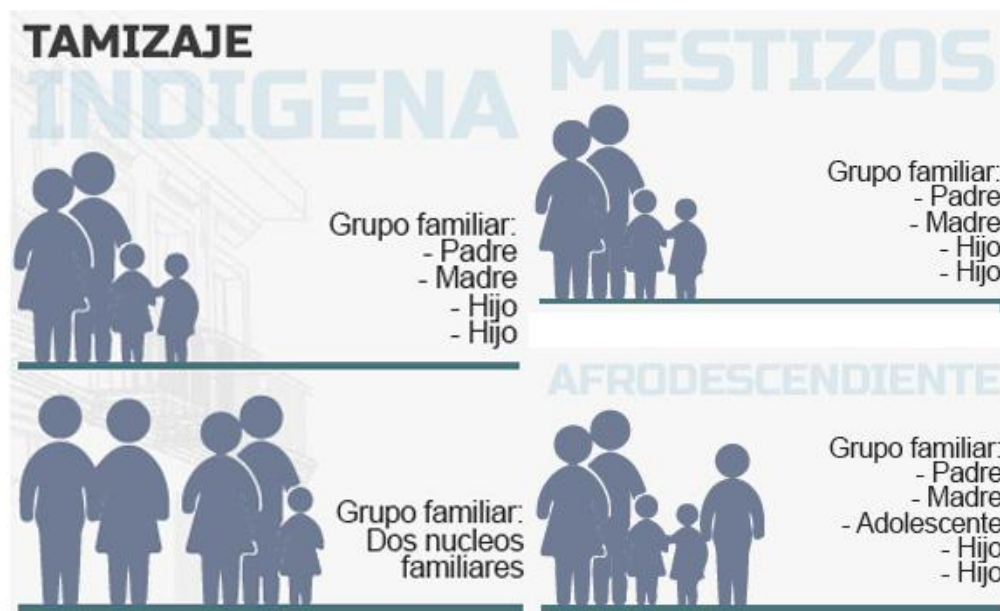 TAMIZAJE
INDIGENA
Grupo familiar:
- Padre
- Madre
- Hijo
- Hijo
Grupo familiar:
Dos nucleos
familiares
MESTIZOS
Grupo familiar:
- Padre
- Madre
- Hijo
- Hijo
AFRODESCENDIENTE
Grupo familiar:
- Padre
- Madre
- Adolescente
- Hijo
- Hijo